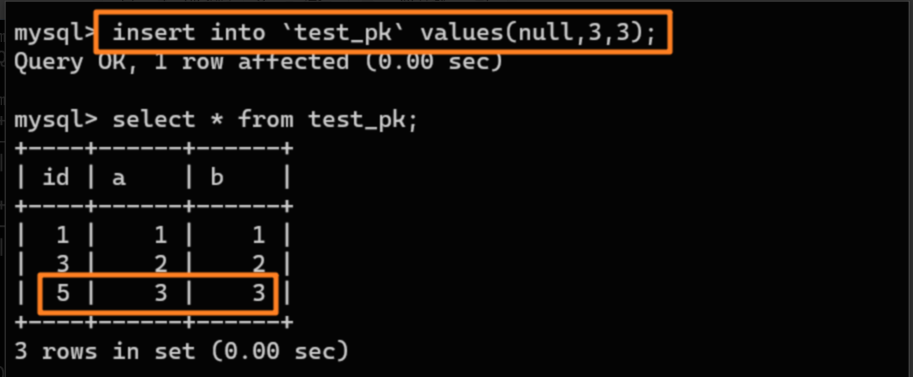 mysql> insert into `test_pk` values(null,3,3);
Query OK, 1 row affected (0.00 sec)
mysql> select * from test_pk;
+----+------+------+
| id | a    | b    |
+----+------+------+
|  1 |    1 |    1 |
|  3 |    2 |    2 |
|  5 |    3 |    3 |
+----+------+------+
3 rows in set (0.00 sec)